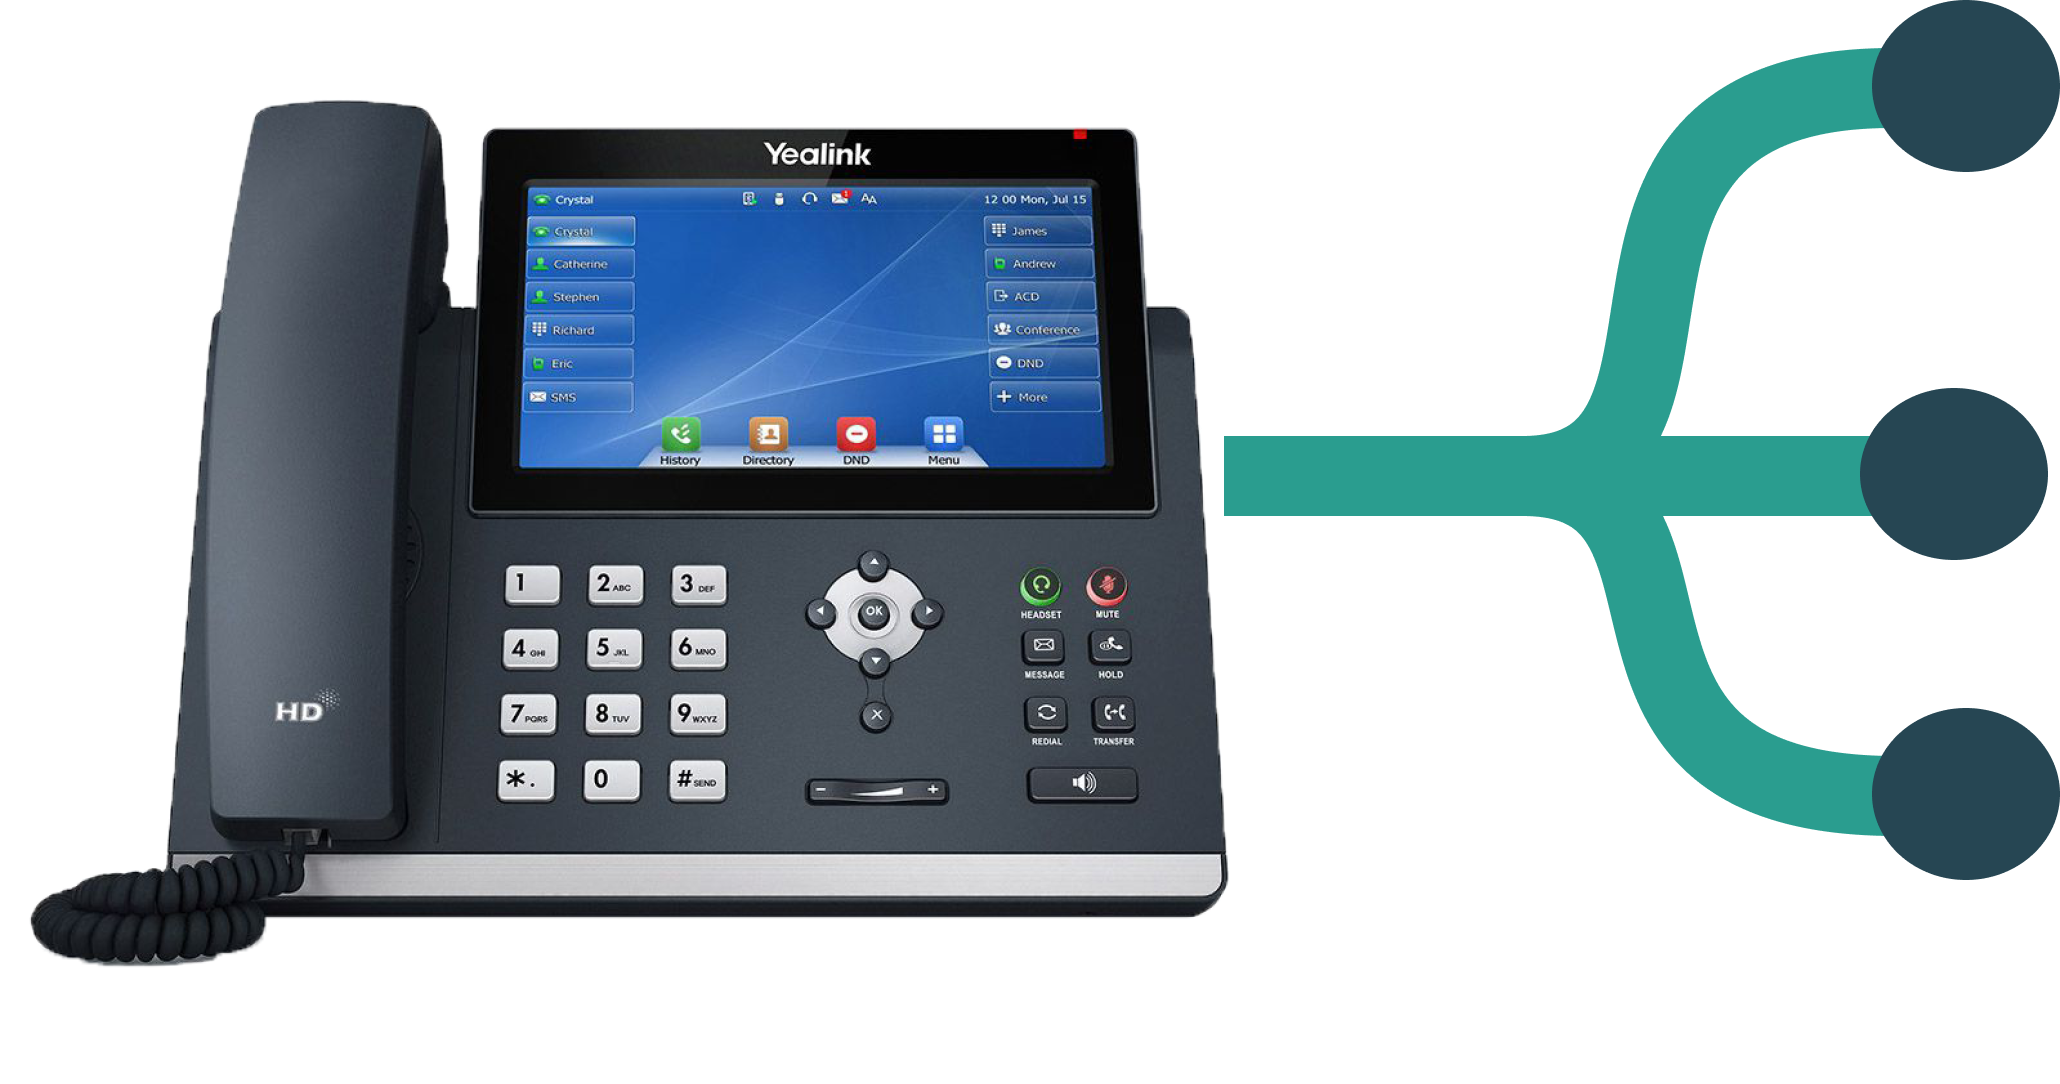 Yealink
Crystal
AA
12 00 Mon, Jul 15
Crystal
Catherine
Stephen
Richard
Eric
SMS
James
Andrew
ACD
Conference
DND
More
History
Directory
DND
Menu
1
2 ABC
3 DEF
4 GHI
5 JKL
6 MNO
7 PQRS
8 TUV
9 WXYZ
*.
0
# SEND
OK
X
HEADSET
MUTE
MESSAGE
HOLD
REDIAL
TRANSFER
− +
HD